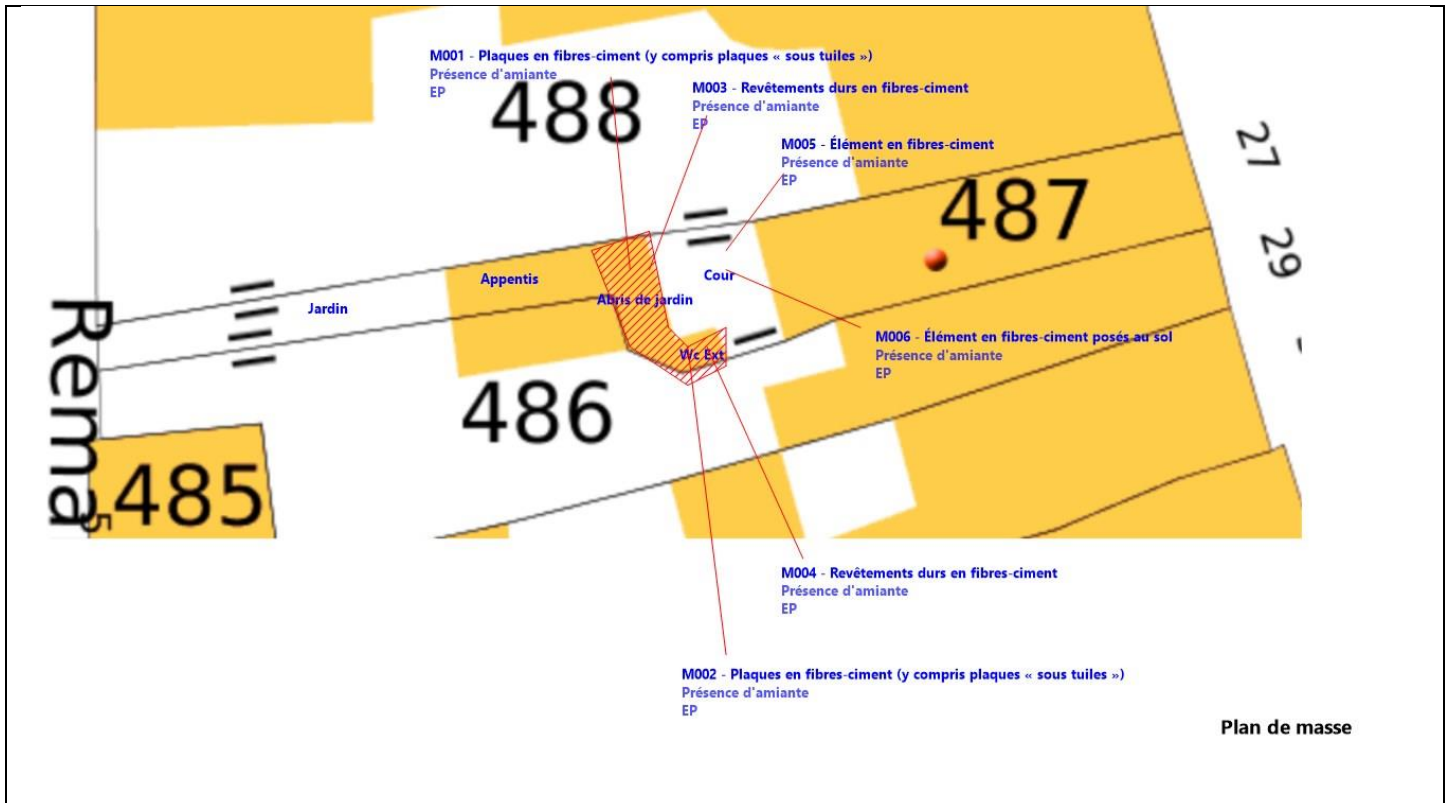 M001 - Plaques en fibres-ciment (y compris plaques « sous tuiles »)
Présence d'amiante
EP
488
M003 - Revêtements durs en fibres-ciment
Présence d'amiante
EP
M005 - Élément en fibres-ciment
Présence d'amiante
EP
27
487
29
Appentis
Cour
Abris de jardin
Jardin
Wc Ext
M006 - Élément en fibres-ciment posés au sol
Présence d'amiante
EP
Rema
486
485
5
M004 - Revêtements durs en fibres-ciment
Présence d'amiante
EP
M002 - Plaques en fibres-ciment (y compris plaques « sous tuiles »)
Présence d'amiante
EP
Plan de masse